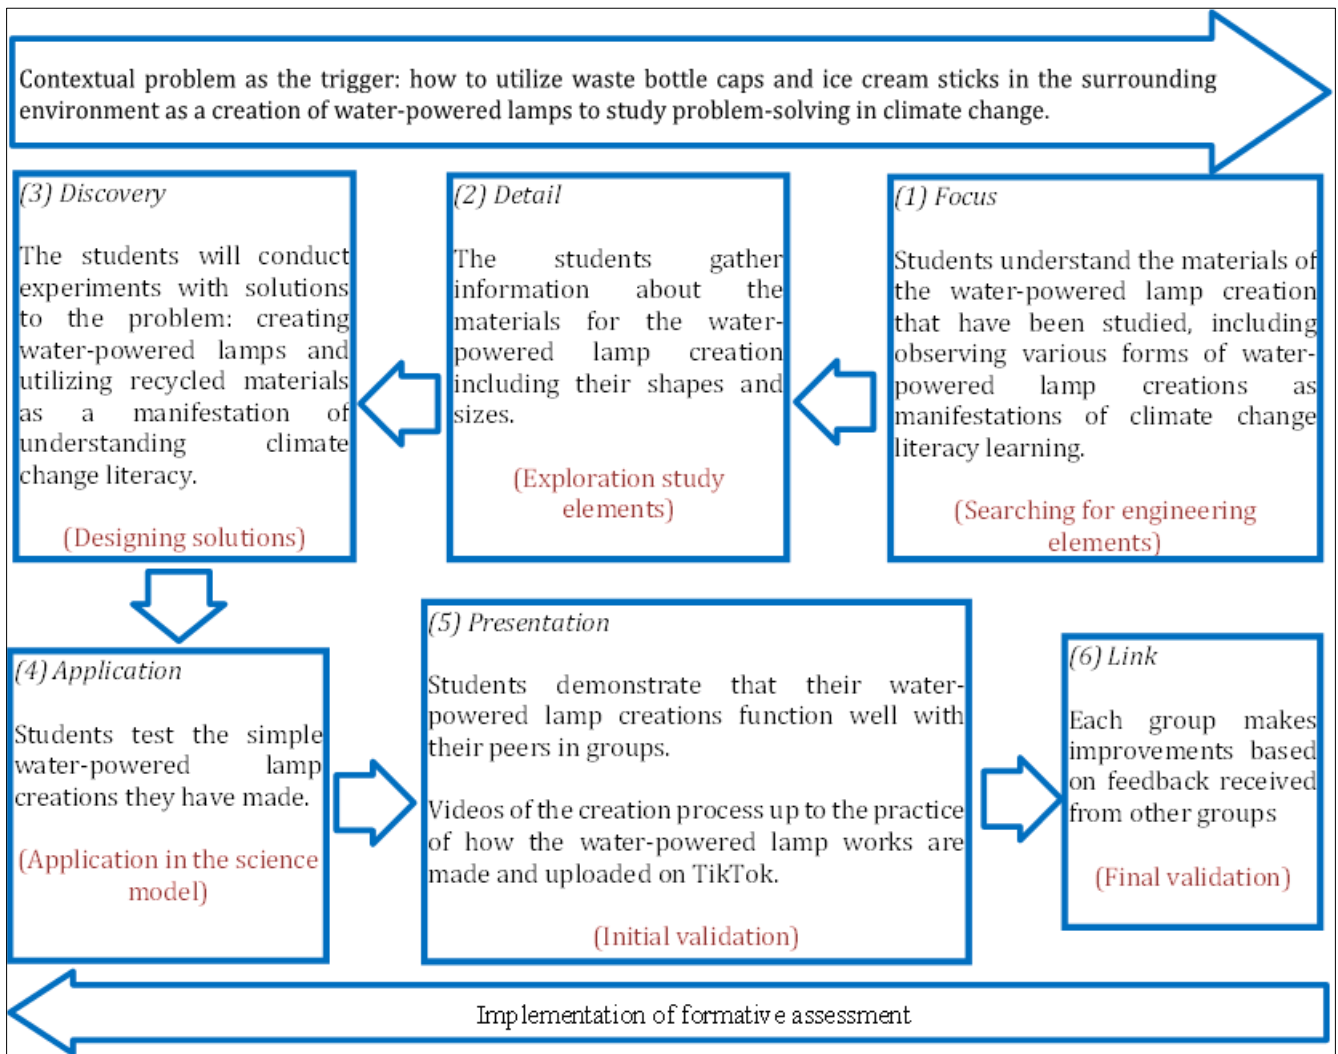 Contextual problem as the trigger: how to utilize waste bottle caps and ice cream sticks in the surrounding
environment as a creation of water-powered lamps to study problem-solving in climate change.
(1) Focus
Students understand the materials of
the water-powered lamp creation
that have been studied, including
observing various forms of water-
powered lamp creations as
manifestations of climate change
literacy learning.
(Searching for engineering
elements)
(2) Detail
The students gather
information about the
materials for the water-
powered lamp creation
including their shapes and
sizes.
(Exploration study
elements)
(3) Discovery
The students will conduct
experiments with solutions
to the problem: creating
water-powered lamps and
utilizing recycled materials
as a manifestation of
understanding climate
change literacy.
(Designing solutions)
(4) Application
Students test the simple
water-powered lamp
creations they have made.
(Application in the science
model)
(5) Presentation
Students demonstrate that their water-
powered lamp creations function well with
their peers in groups.
Videos of the creation process up to the practice
of how the water-powered lamp works are
made and uploaded on TikTok.
(Initial validation)
(6) Link
Each group makes
improvements based
on feedback received
from other groups
(Final validation)
Implementation of formative assessment